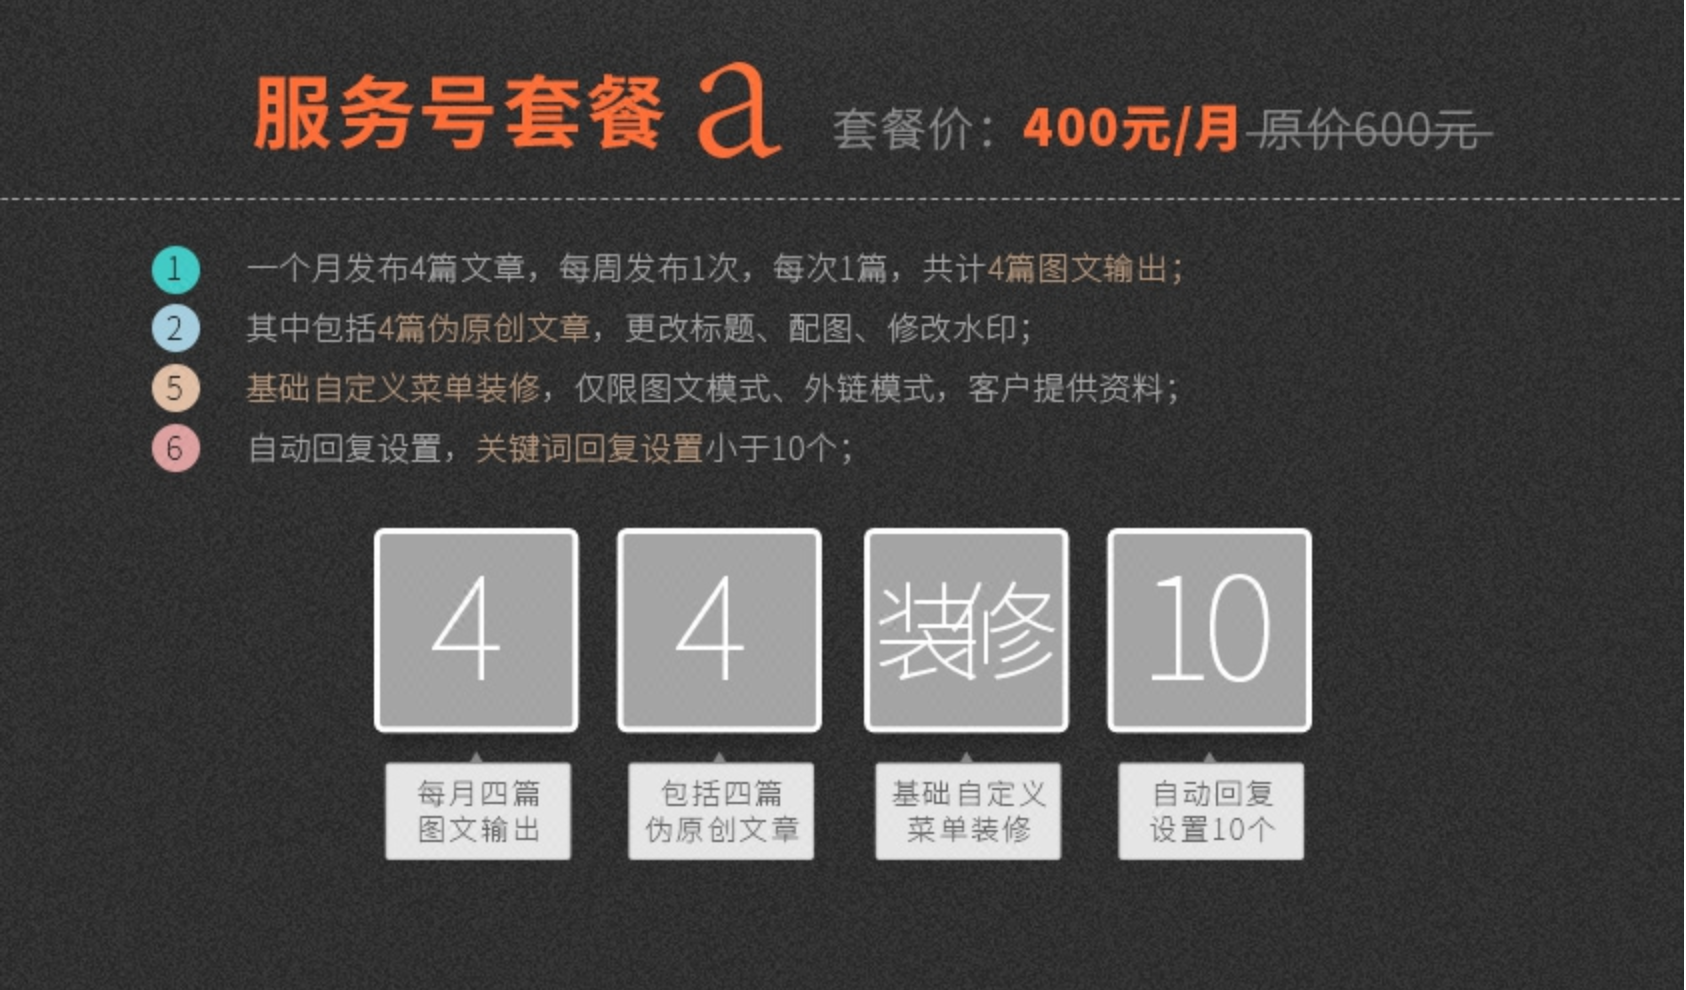 服务号套餐 a 套餐价：400元/月 原价600元
1 一个月发布4篇文章，每周发布1次，每次1篇，共计4篇图文输出；
2 其中包括4篇伪原创文章，更改标题、配图、修改水印；
5 基础自定义菜单装修，仅限图文模式、外链模式，客户提供资料；
6 自动回复设置，关键词回复设置小于10个；
4 4 装修 10
每月四篇 包括四篇 基础自定义 自动回复
图文输出 伪原创文章 菜单装修 设置10个